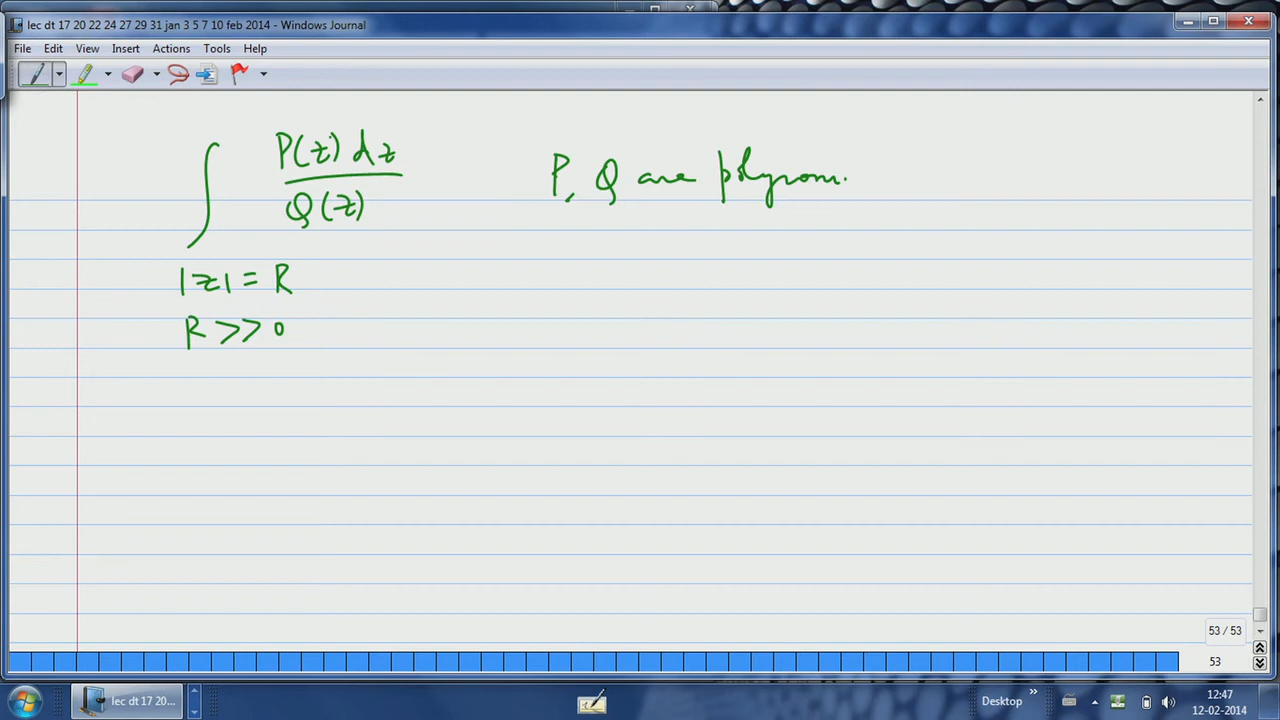 lec dt 17 20 22 24 27 29 31 jan 3 5 7 10 feb 2014 - Windows Journal
File Edit View Insert Actions Tools Help
∫ P(z) dz / Q(z)
P, Q are polynom.
|z| = R
R >> 0
53 / 53
53
lec dt 17 20...
Desktop
12:47
12-02-2014